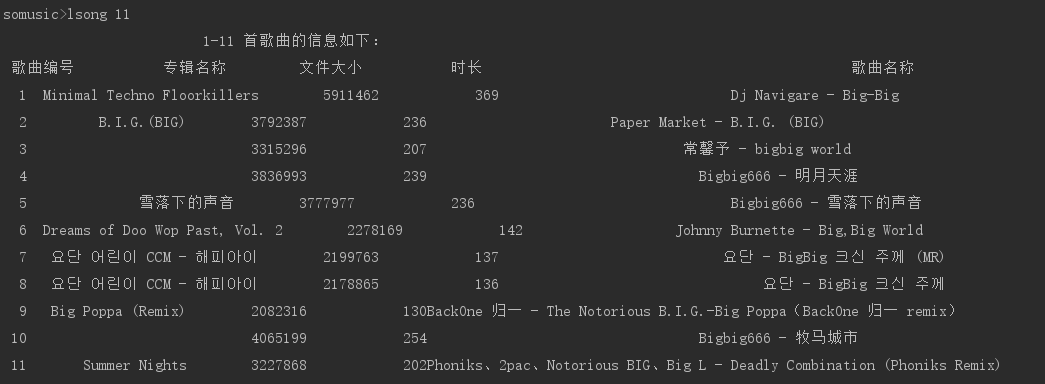 somusic>lsong 11
1-11 首歌曲的信息如下：
歌曲编号 专辑名称 文件大小 时长 歌曲名称
1 Minimal Techno Floorkillers 5911462 369 Dj Navigare - Big-Big
2 B.I.G.(BIG) 3792387 236 Paper Market - B.I.G. (BIG)
3 3315296 207 常馨予 - bigbig world
4 3836993 239 Bigbig666 - 明月天涯
5 雪落下的声音 3777977 236 Bigbig666 - 雪落下的声音
6 Dreams of Doo Wop Past, Vol. 2 2278169 142 Johnny Burnette - Big,Big World
7 요단 어린이 CCM - 해피아이 2199763 137 요단 - BigBig 크신 주께 (MR)
8 요단 어린이 CCM - 해피아이 2178865 136 요단 - BigBig 크신 주께
9 Big Poppa (Remix) 2082316 130BackOne 归一 - The Notorious B.I.G.-Big Poppa（BackOne 归一 remix）
10 4065199 254 Bigbig666 - 牧马城市
11 Summer Nights 3227868 202Phoniks、2pac、Notorious BIG、Big L - Deadly Combination (Phoniks Remix)